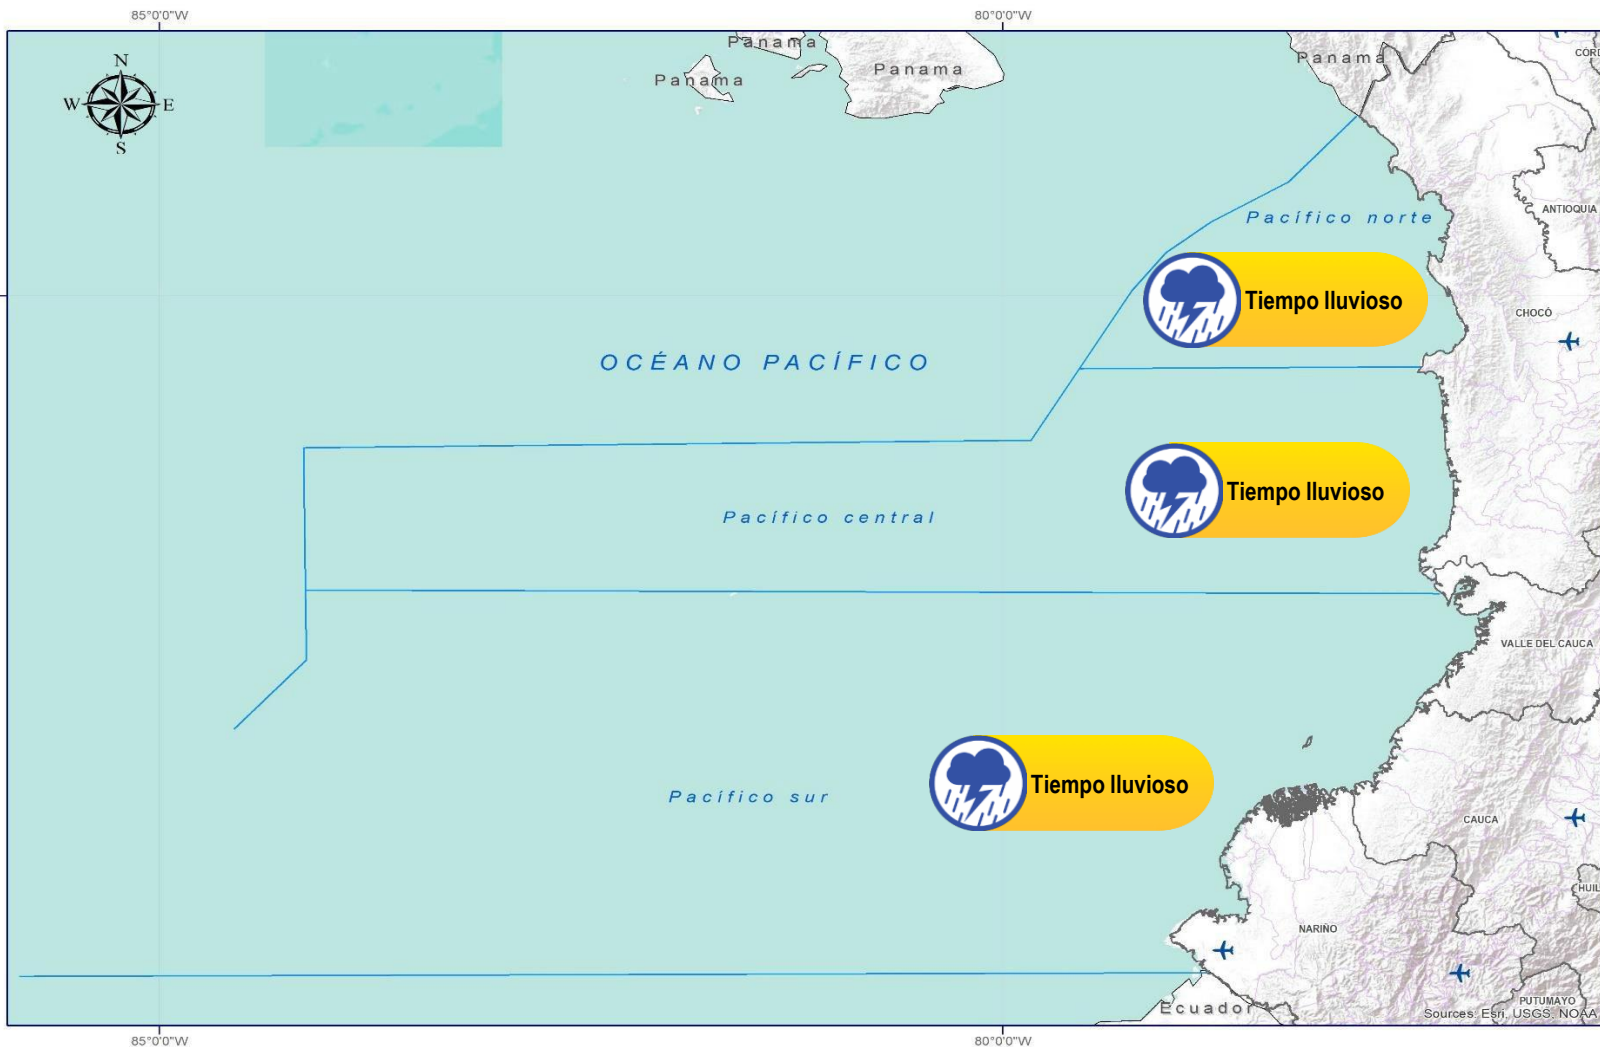 85°0'0"W
80°0'0"W
N
W
E
S
Panama
Panama
Panama
Panama
Pacífico norte
ANTIOQUIA
Tiempo lluvioso
CHOCÓ
OCÉANO PACÍFICO
Tiempo lluvioso
Pacífico central
VALLE DEL CAUCA
Tiempo lluvioso
Pacífico sur
CAUCA
HUIL
NARIÑO
PUTUMAYO
Ecuador
Sources: Esri, USGS, NOAA
85°0'0"W
80°0'0"W